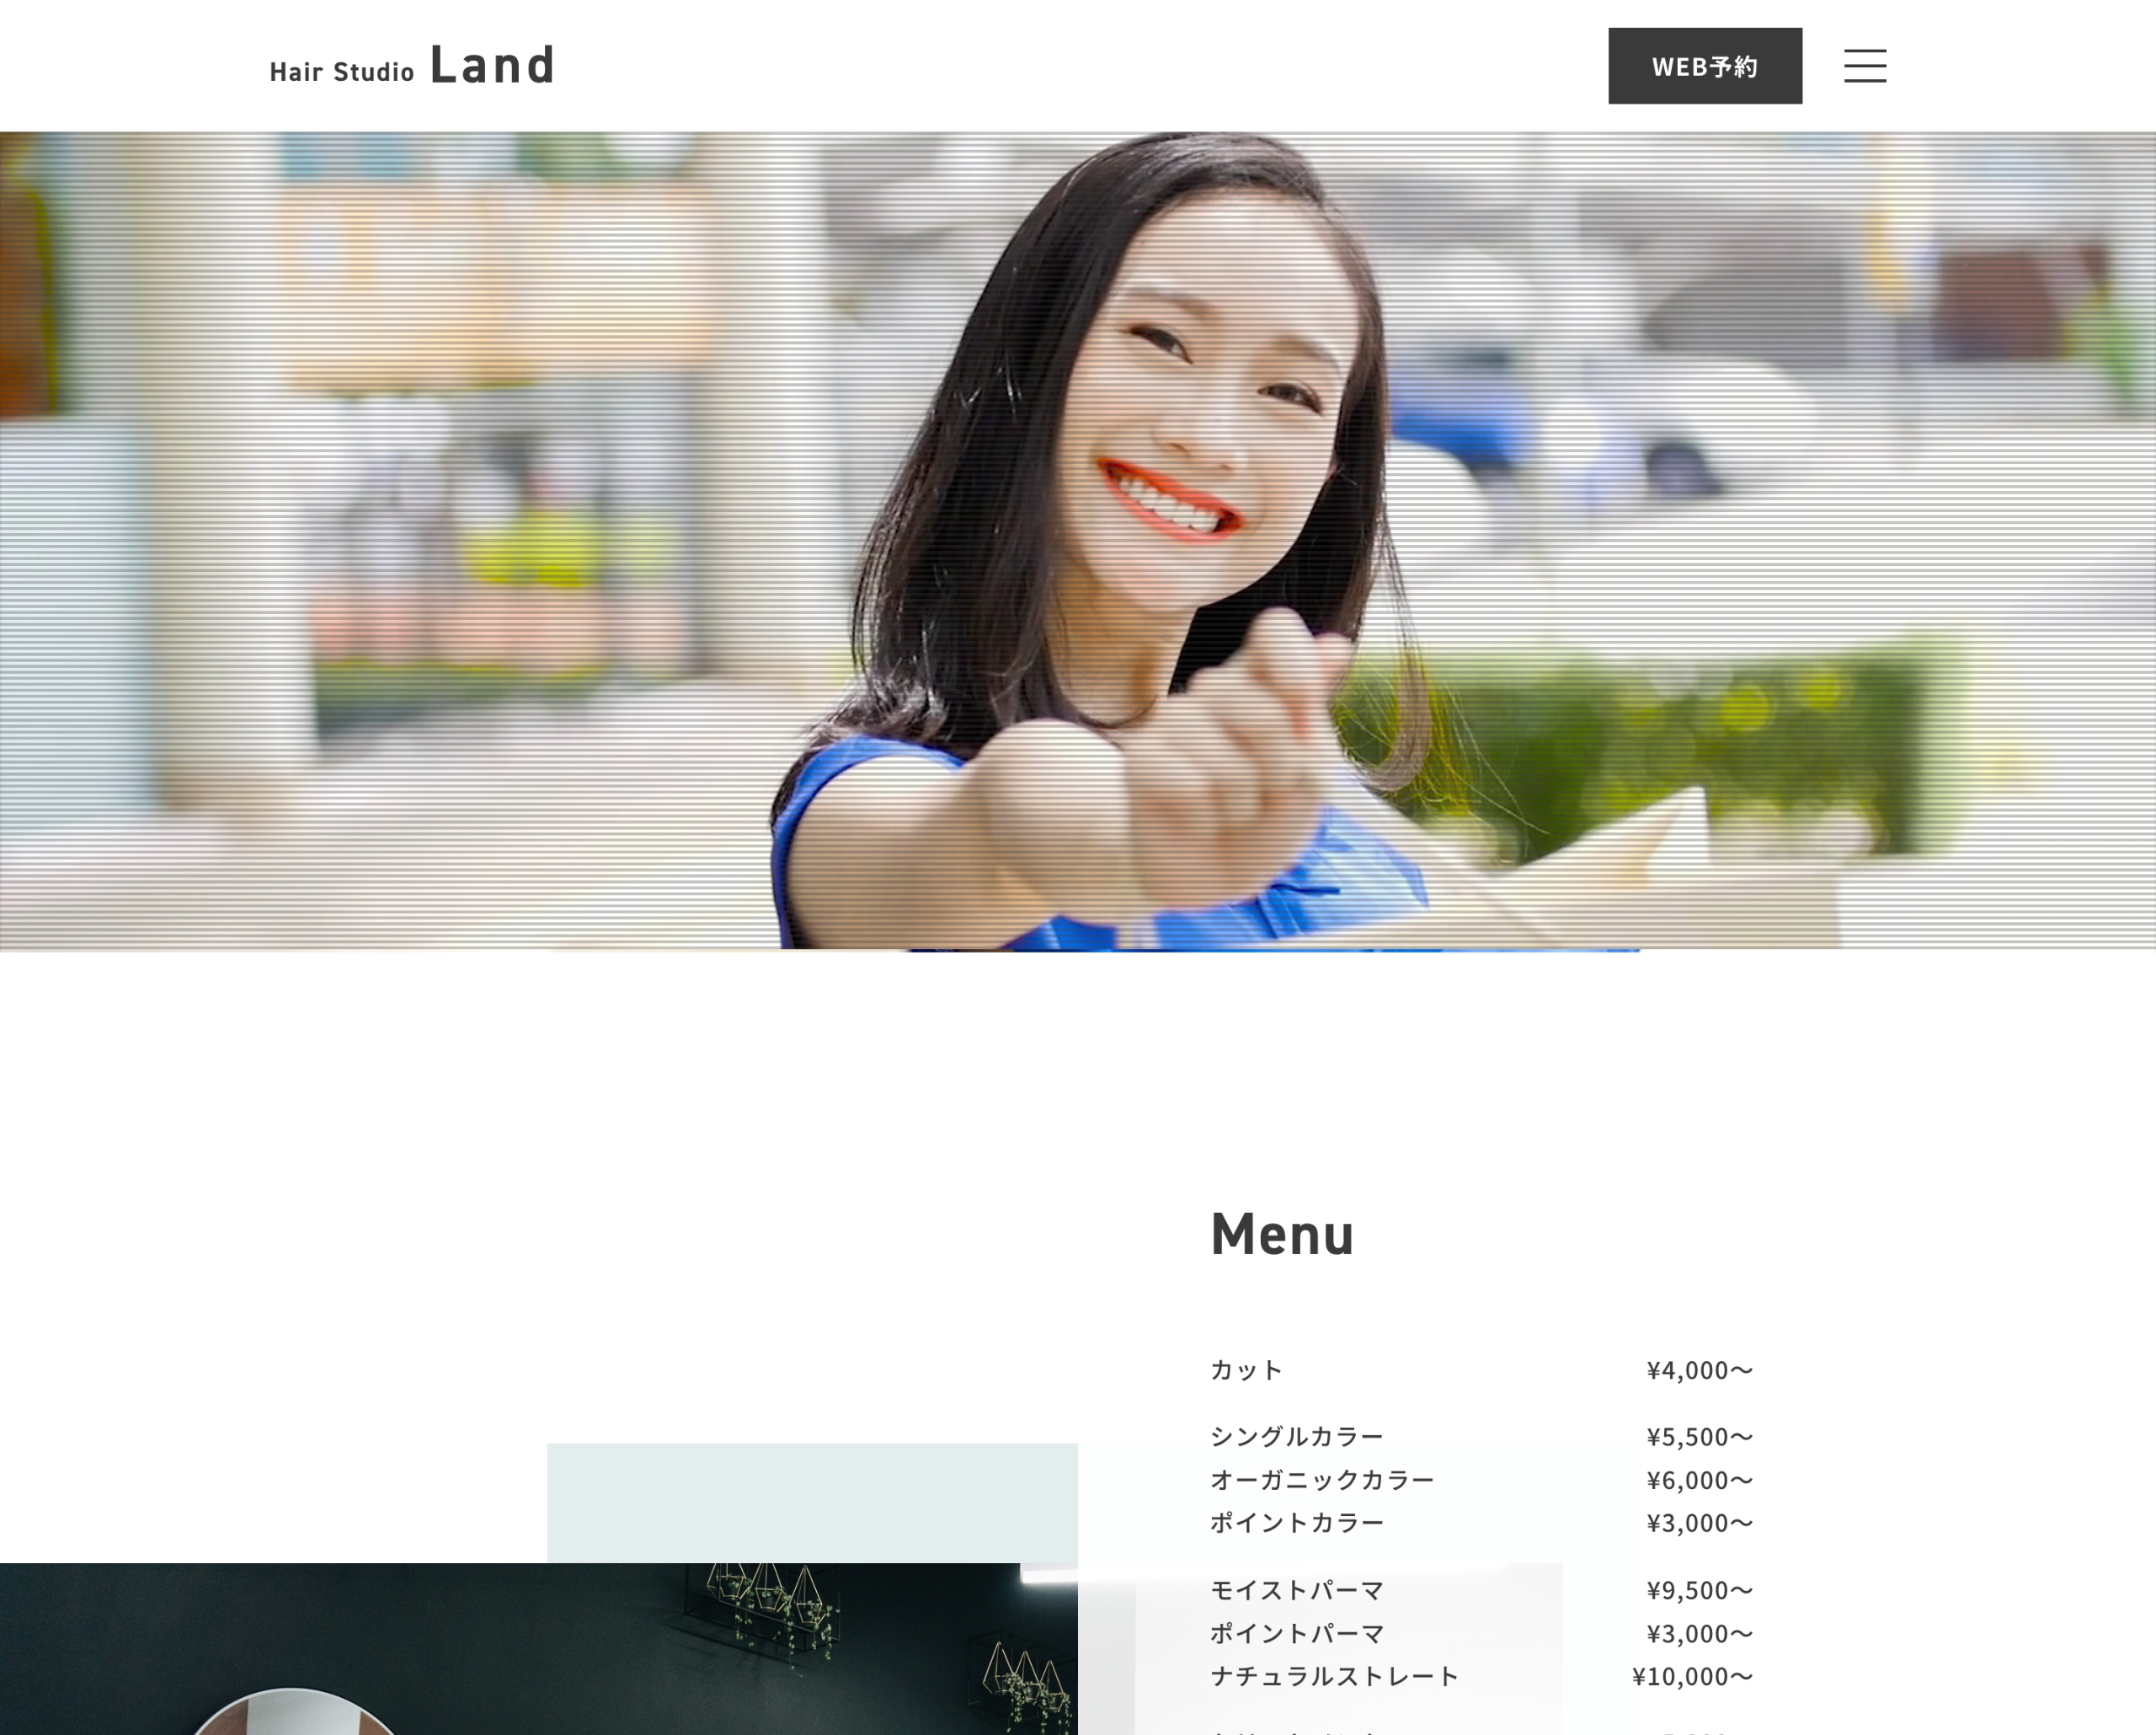 Hair Studio Land
WEB予約
Menu
カット ¥4,000〜
シングルカラー ¥5,500〜
オーガニックカラー ¥6,000〜
ポイントカラー ¥3,000〜
モイストパーマ ¥9,500〜
ポイントパーマ ¥3,000〜
ナチュラルストレート ¥10,000〜